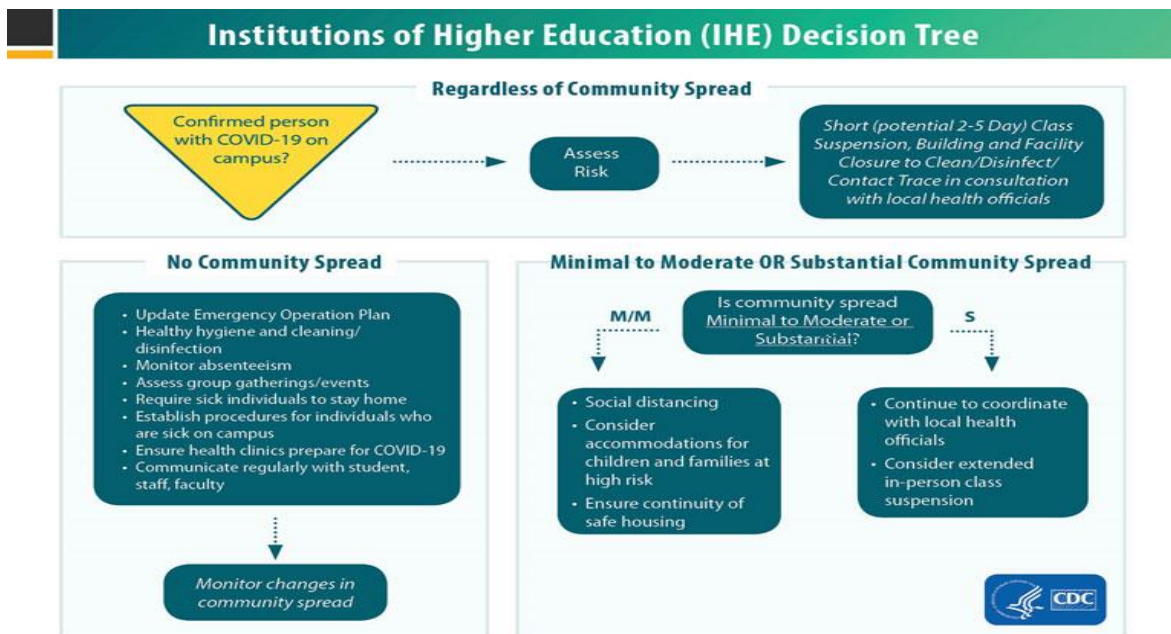 Institutions of Higher Education (IHE) Decision Tree
Regardless of Community Spread
Confirmed person
with COVID-19 on
campus?
Assess
Risk
Short (potential 2-5 Day) Class
Suspension, Building and Facility
Closure to Clean/Disinfect/
Contact Trace in consultation
with local health officials
No Community Spread
• Update Emergency Operation Plan
• Healthy hygiene and cleaning/
disinfection
• Monitor absenteeism
• Assess group gatherings/events
• Require sick individuals to stay home
• Establish procedures for individuals who
are sick on campus
• Ensure health clinics prepare for COVID-19
• Communicate regularly with student,
staff, faculty
Monitor changes in
community spread
Minimal to Moderate OR Substantial Community Spread
Is community spread
Minimal to Moderate or
Substantial?
M/M
S
• Social distancing
• Consider
accommodations for
children and families at
high risk
• Ensure continuity of
safe housing
• Continue to coordinate
with local health
officials
• Consider extended
in-person class
suspension
CDC